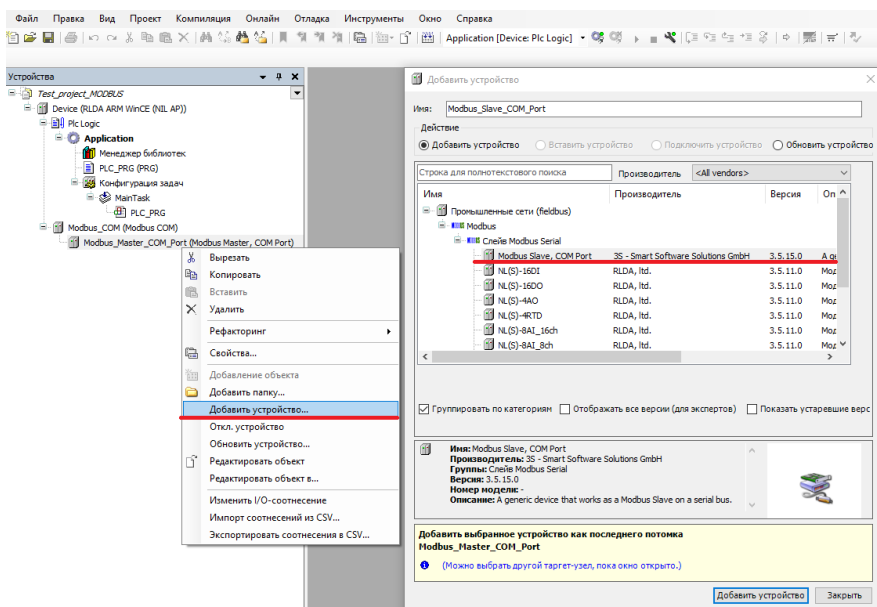 Файл Правка Вид Проект Компиляция Онлайн Отладка Инструменты Окно Справка
Application [Device: Plc Logic]
Устройства
Test_project_MODBUS
Device (RLDA ARM WinCE (NIL AP))
Plc Logic
Application
Менеджер библиотек
PLC_PRG (PRG)
Конфигурация задач
MainTask
PLC_PRG
Modbus_COM (Modbus COM)
Modbus_Master_COM_Port (Modbus Master, COM Port)
Вырезать
Копировать
Вставить
Удалить
Рефакторинг
Свойства...
Добавление объекта
Добавить папку...
Добавить устройство...
Откл. устройство
Обновить устройство...
Редактировать объект
Редактировать объект в...
Изменить I/O-соотнесение
Импорт соотнесений из CSV...
Экспортировать соотнесения в CSV...
Добавить устройство
Имя: Modbus_Slave_COM_Port
Действие
Добавить устройство Вставить устройство Подключить устройство Обновить устройство
Строка для полнотекстового поиска Производитель <All vendors>
Имя Производитель Версия Оп
Промышленные сети (fieldbus)
Modbus
Слейв Modbus Serial
Modbus Slave, COM Port 3S - Smart Software Solutions GmbH 3.5.15.0 A ge
NL(S)-16DI RLDA, ltd. 3.5.11.0 Мод
NL(S)-16DO RLDA, ltd. 3.5.11.0 Мод
NL(S)-4AO RLDA, ltd. 3.5.11.0 Мод
NL(S)-4RTD RLDA, ltd. 3.5.11.0 Мод
NL(S)-8AI_16ch RLDA, ltd. 3.5.11.0 Мод
NL(S)-8AI_8ch RLDA, ltd. 3.5.11.0 Мод
Группировать по категориям Отображать все версии (для экспертов) Показать устаревшие верс
Имя: Modbus Slave, COM Port
Производитель: 3S - Smart Software Solutions GmbH
Группы: Слейв Modbus Serial
Версия: 3.5.15.0
Номер модели: -
Описание: A generic device that works as a Modbus Slave on a serial bus.
Добавить выбранное устройство как последнего потомка
Modbus_Master_COM_Port
(Можно выбрать другой таргет-узел, пока окно открыто.)
Добавить устройство Закрыть